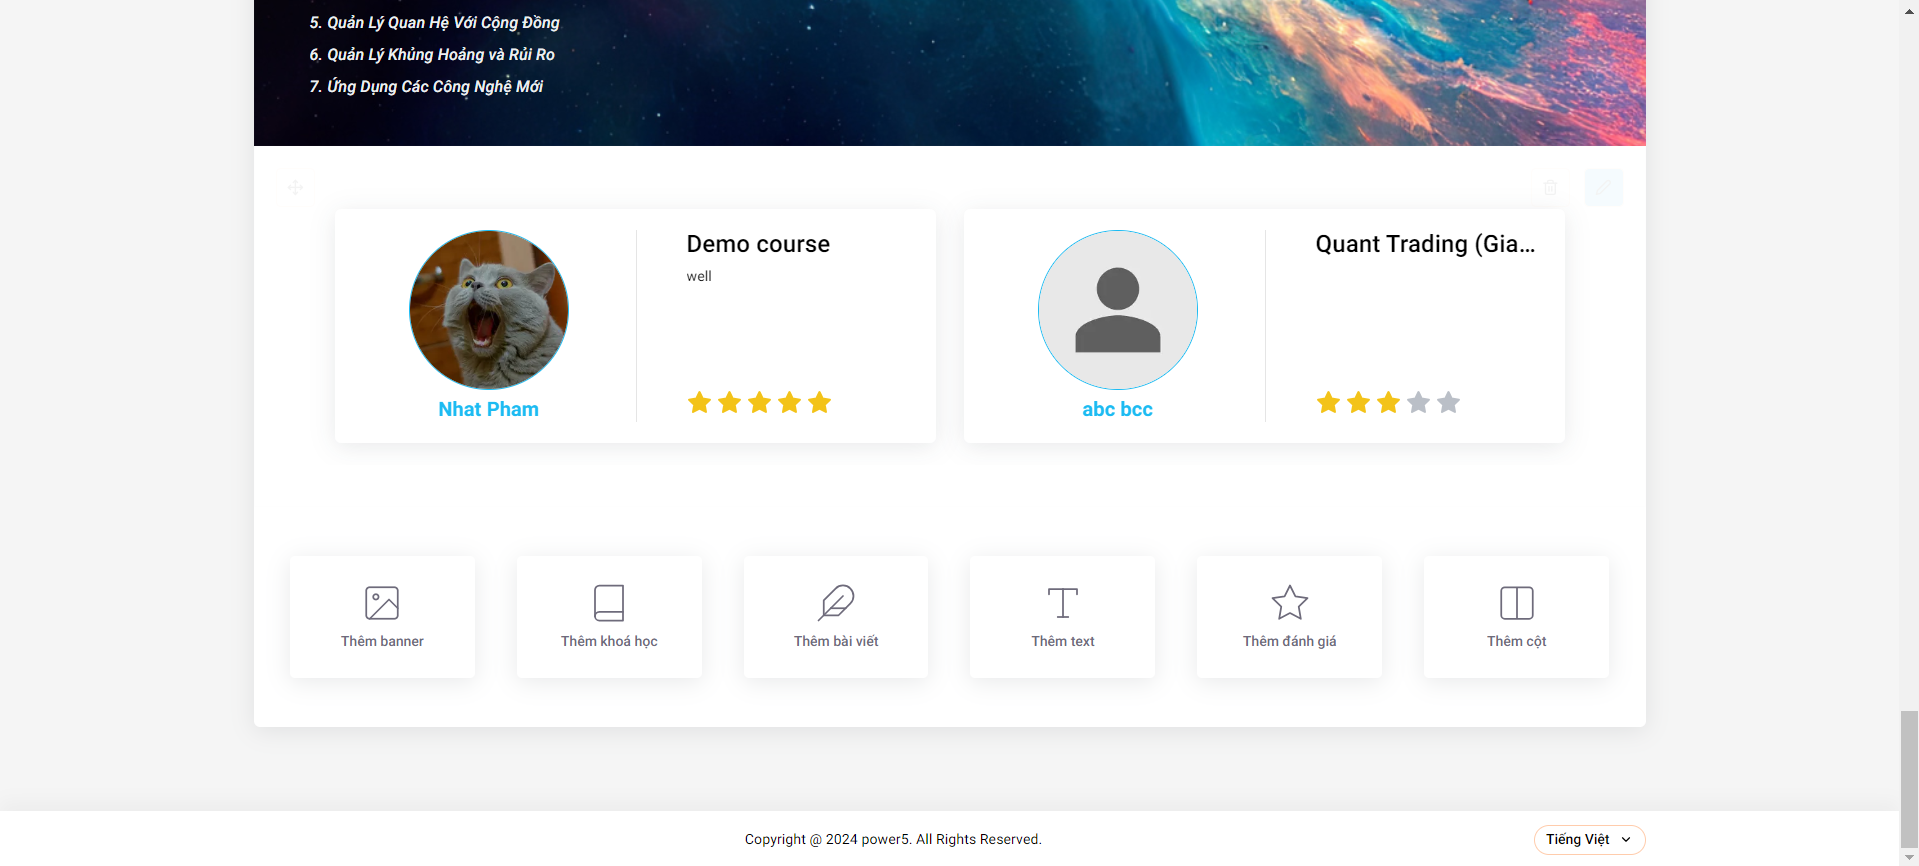 5. Quản Lý Quan Hệ Với Cộng Đồng
6. Quản Lý Khủng Hoảng và Rủi Ro
7. Ứng Dụng Các Công Nghệ Mới
Demo course
well
Nhat Pham
Quant Trading (Gia...
abc bcc
Thêm banner
Thêm khoá học
Thêm bài viết
Thêm text
Thêm đánh giá
Thêm cột
Copyright @ 2024 power5. All Rights Reserved.
Tiếng Việt